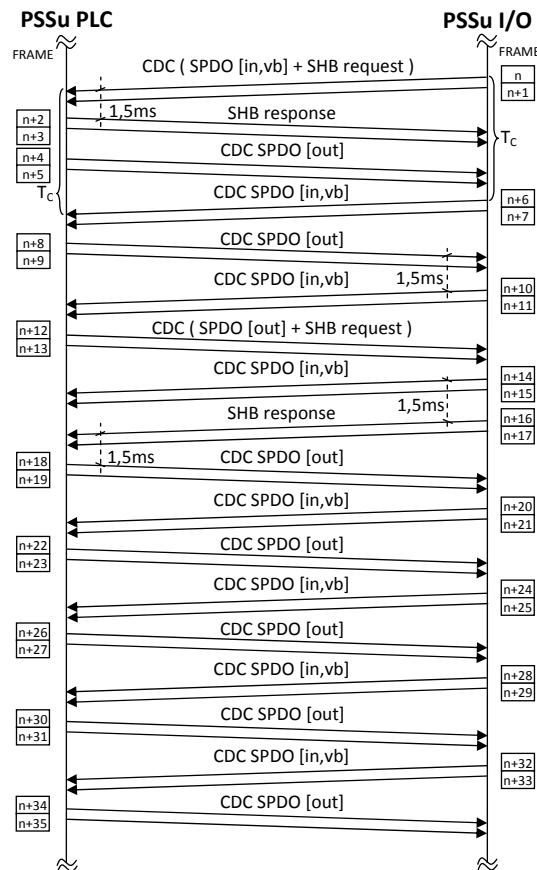 PSSu PLC PSSu I/O
FRAME FRAME
CDC ( SPDO [in,vb] + SHB request ) n
n+1
1,5ms
n+2 SHB response
n+3 T_C
n+4 CDC SPDO [out]
n+5
T_C CDC SPDO [in,vb] n+6
n+7
n+8 CDC SPDO [out]
n+9
1,5ms
CDC SPDO [in,vb] n+10
n+11
n+12 CDC ( SPDO [out] + SHB request )
n+13
CDC SPDO [in,vb] n+14
n+15
1,5ms
SHB response n+16
n+17
1,5ms
n+18 CDC SPDO [out]
n+19
CDC SPDO [in,vb] n+20
n+21
n+22 CDC SPDO [out]
n+23
CDC SPDO [in,vb] n+24
n+25
n+26 CDC SPDO [out]
n+27
CDC SPDO [in,vb] n+28
n+29
n+30 CDC SPDO [out]
n+31
CDC SPDO [in,vb] n+32
n+33
n+34 CDC SPDO [out]
n+35